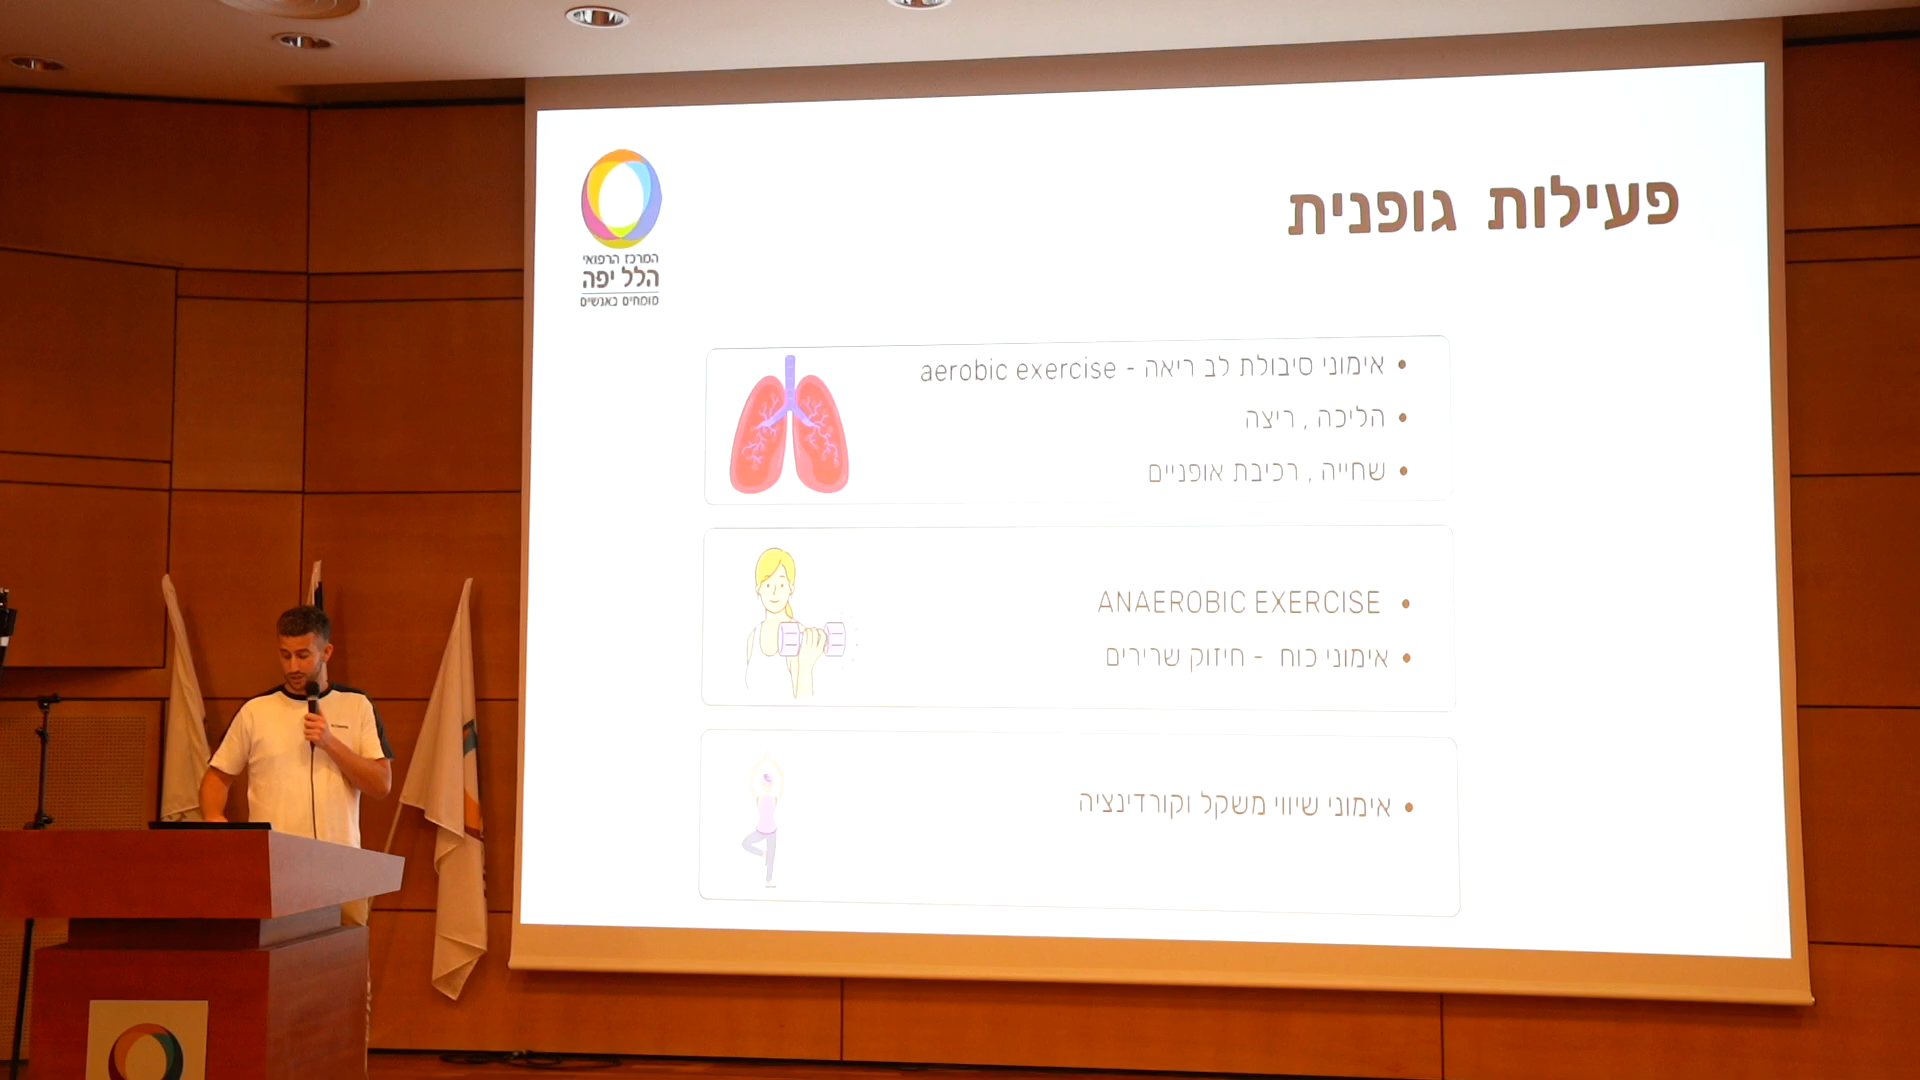 פעילות גופנית
המרכז הרפואי
הלל יפה
מומחים באנשים
אימוני סיבולת לב ריאה - aerobic exercise
הליכה , ריצה
שחייה , רכיבת אופניים
ANAEROBIC EXERCISE
אימוני כוח - חיזוק שרירים
אימוני שיווי משקל וקורדינציה